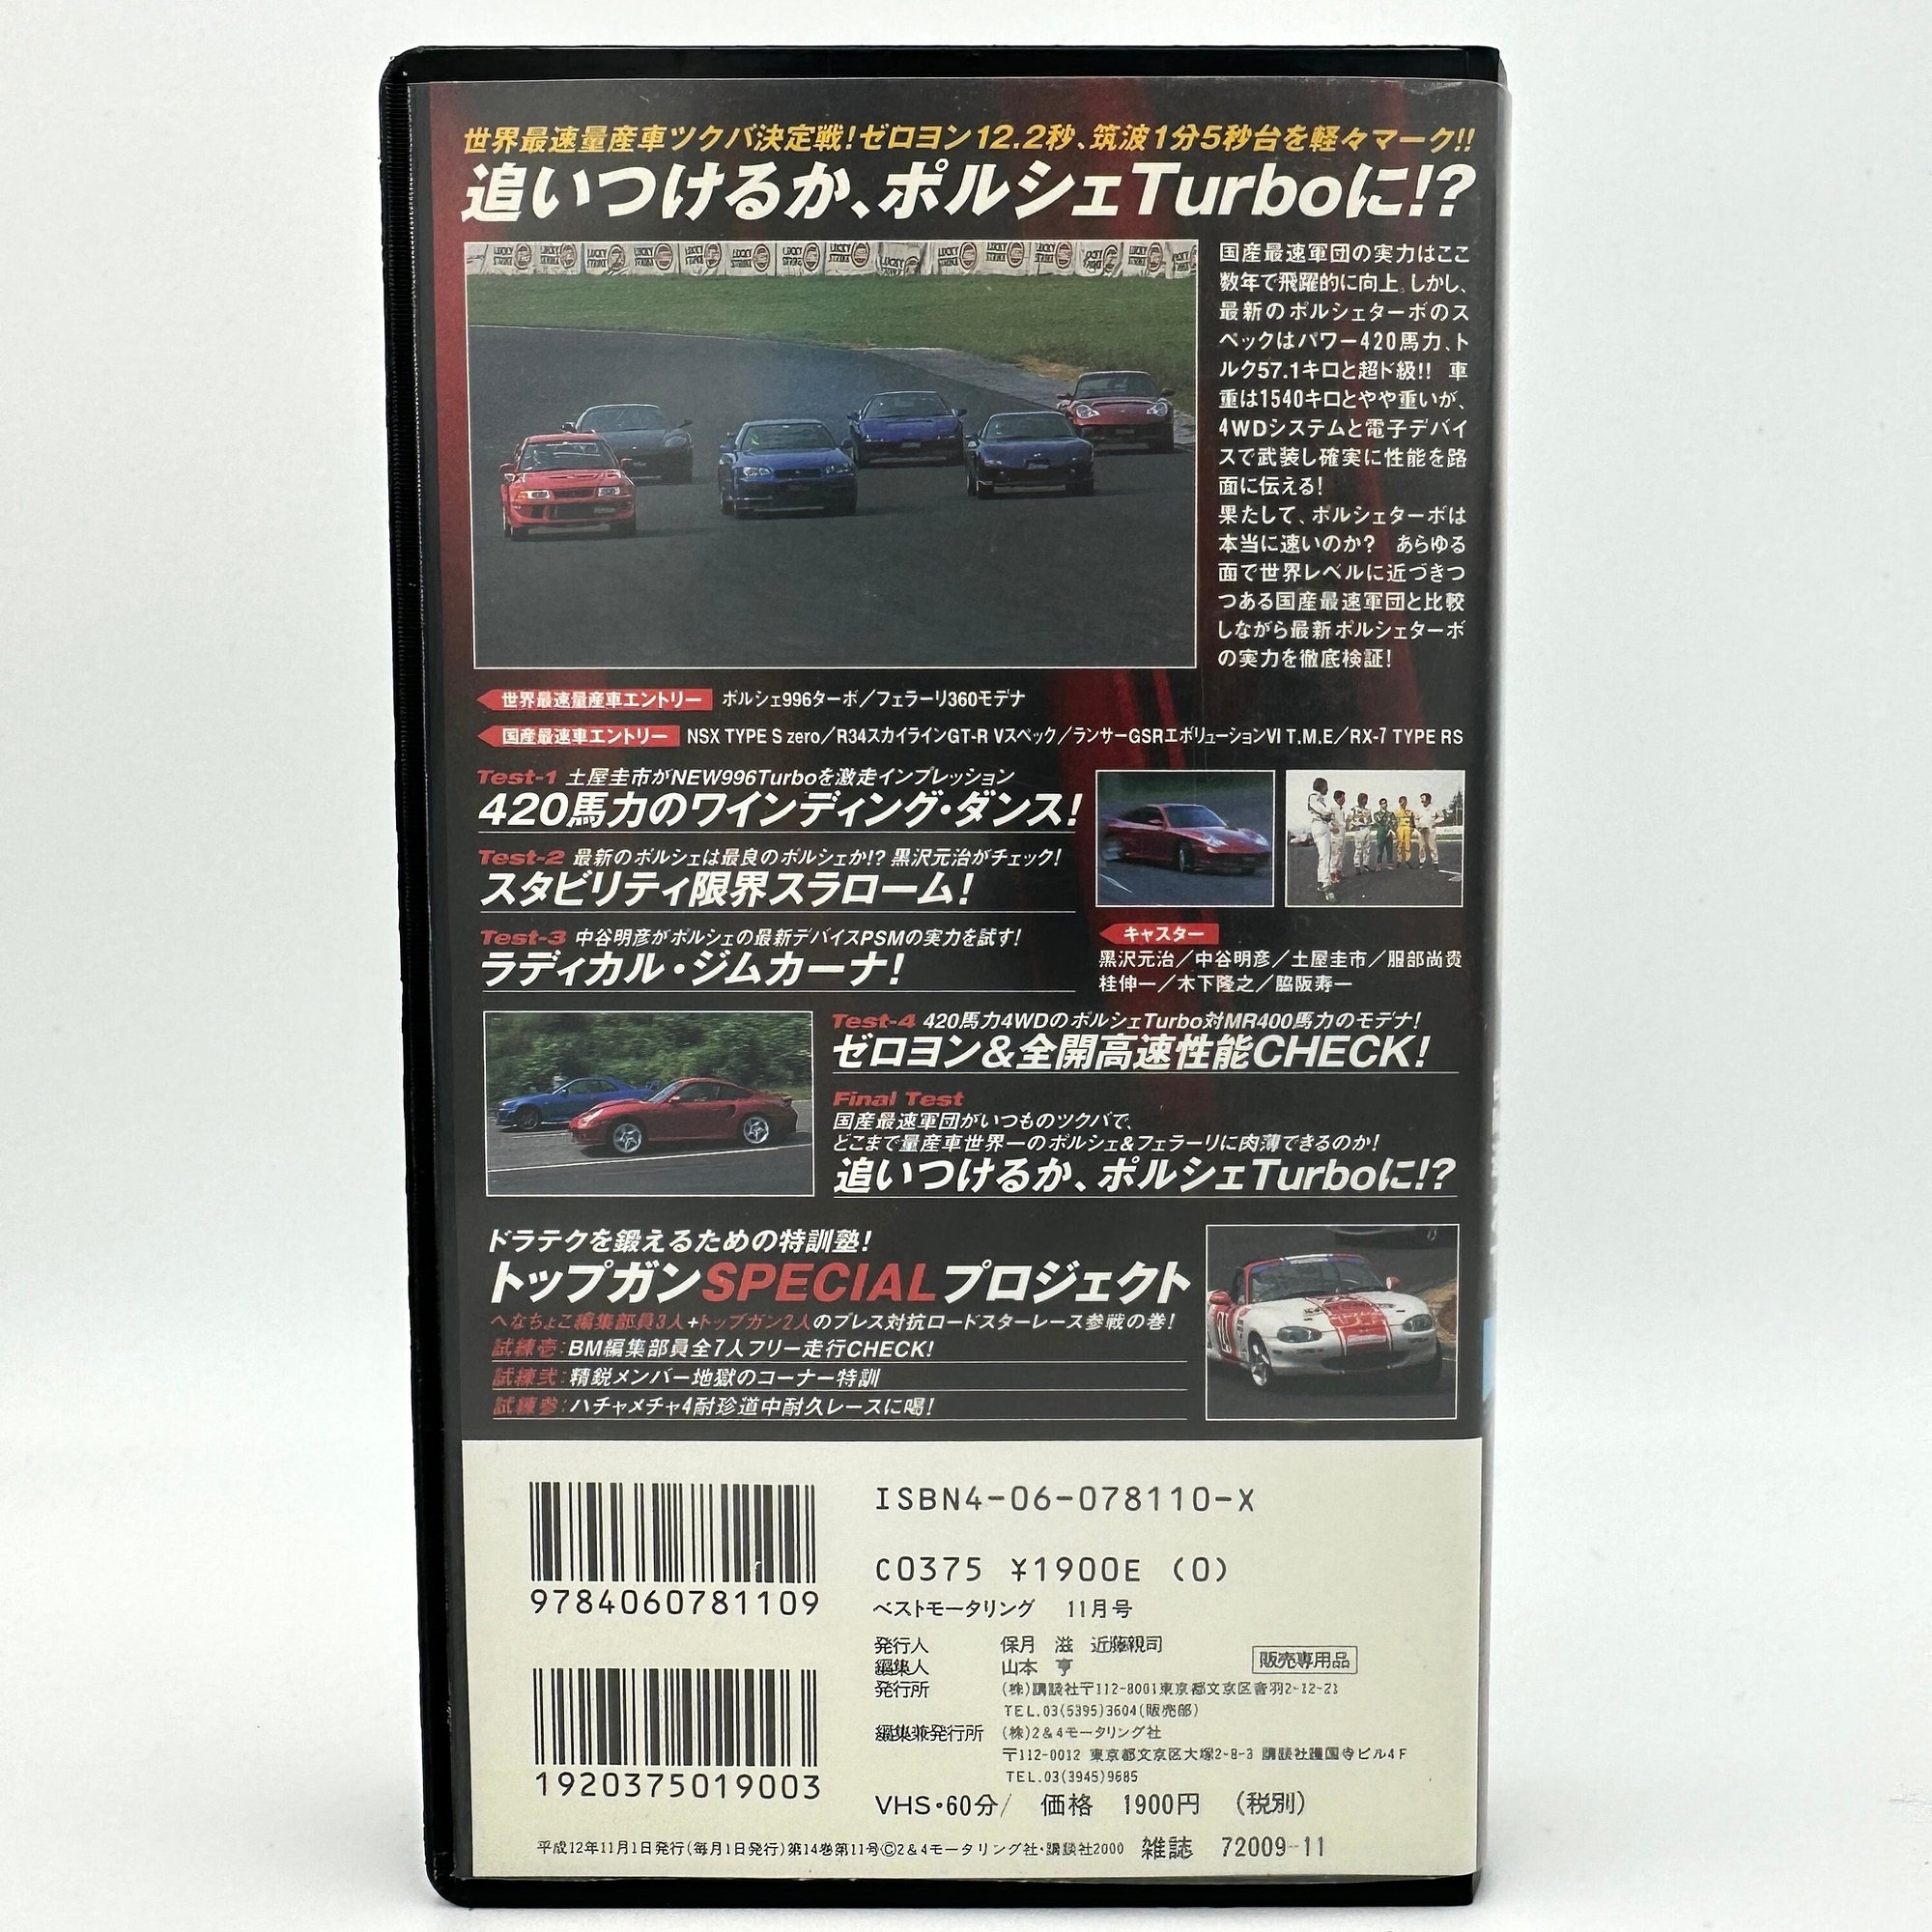 世界最速量産車ツクバ決定戦!ゼロヨン12.2秒、筑波1分5秒台を軽々マーク!!
追いつけるか、ポルシェTurboに!?
国産最速軍団の実力はここ
数年で飛躍的に向上。しかし、
最新のポルシェターボのス
ペックはパワー420馬力、ト
ルク57.1キロと超ド級!! 車
重は1540キロとやや重いが、
4WDシステムと電子デバイ
スで武装し確実に性能を路
面に伝える!
果たして、ポルシェターボは
本当に速いのか? あらゆる
面で世界レベルに近づきつ
つある国産最速軍団と比較
しながら最新ポルシェターボ
の実力を徹底検証!
世界最速量産車エントリー ポルシェ996ターボ/フェラーリ360モデナ
国産最速車エントリー NSX TYPE S zero/R34スカイラインGT-R Vスペック/ランサーGSRエボリューションVI T.M.E/RX-7 TYPE RS
Test-1 土屋圭市がNEW996Turboを激走インプレッション
420馬力のワインディング・ダンス!
Test-2 最新のポルシェは最良のポルシェか!? 黒沢元治がチェック!
スタビリティ限界スラローム!
Test-3 中谷明彦がポルシェの最新デバイスPSMの実力を試す!
ラディカル・ジムカーナ!
キャスター
黒沢元治/中谷明彦/土屋圭市/服部尚貴
桂伸一/木下隆之/脇阪寿一
Test-4 420馬力4WDのポルシェTurbo対MR400馬力のモデナ!
ゼロヨン&全開高速性能CHECK!
Final Test
国産最速軍団がいつものツクバで、
どこまで量産車世界一のポルシェ&フェラーリに肉薄できるのか!
追いつけるか、ポルシェTurboに!?
ドラテクを鍛えるための特訓塾!
トップガンSPECIALプロジェクト
へなちょこ編集部員3人+トップガン2人のプレス対抗ロードスターレース参戦の巻!
試練壱:BM編集部員全7人フリー走行CHECK!
試練弐:精鋭メンバー地獄のコーナー特訓
試練参:ハチャメチャ4耐珍道中耐久レースに喝!
ISBN4-06-078110-X
C0375 ¥1900E (0)
9784060781109
ベストモータリング 11月号
発行人 保月 滋 近藤親司
編集人 山本 亨
販売専用品
発行所 (株)講談社〒112-8001東京都文京区音羽2-12-21
TEL.03(5395)3604(販売部)
編集兼発行所 (株)2&4モータリング社
〒112-0012 東京都文京区大塚2-8-3 講談社護国寺ビル4F
TEL.03(3945)9685
1920375019003
VHS・60分/ 価格 1900円 (税別)
平成12年11月1日発行(毎月1日発行)第14巻第11号©2&4モータリング社・講談社2000 雑誌 72009-11